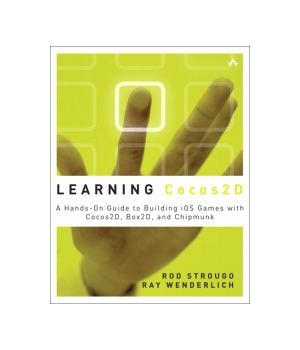 LEARNING Cocos2D
A Hands-On Guide to Building iOS Games with
Cocos2D, Box2D, and Chipmunk
ROD STROUGO
RAY WENDERLICH